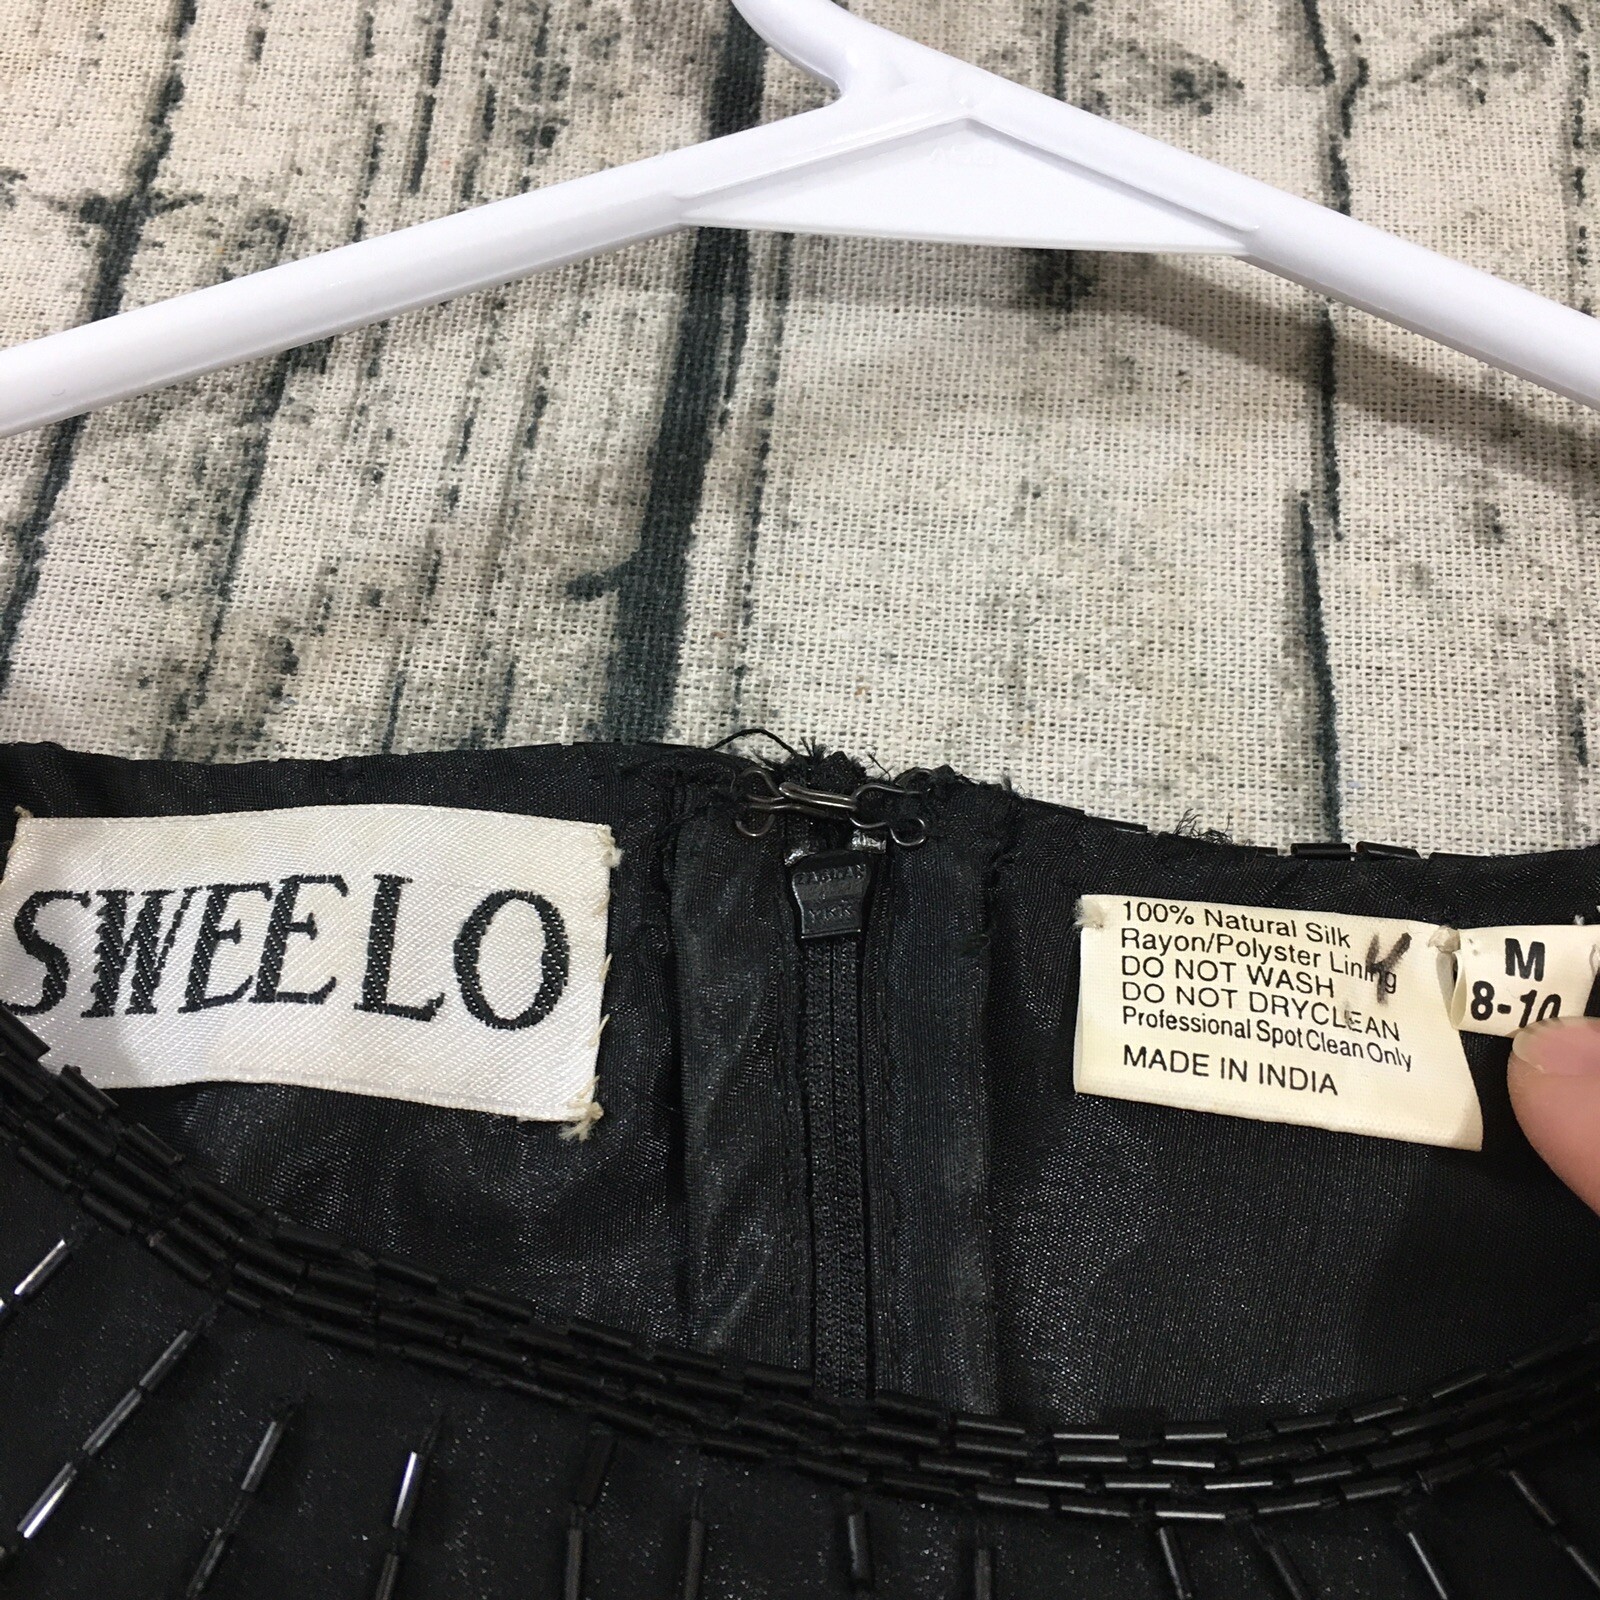 SWEELO
YKK
100% Natural Silk
Rayon/Polyster Lining
DO NOT WASH
DO NOT DRYCLEAN
Professional Spot Clean Only
MADE IN INDIA
M
8-10